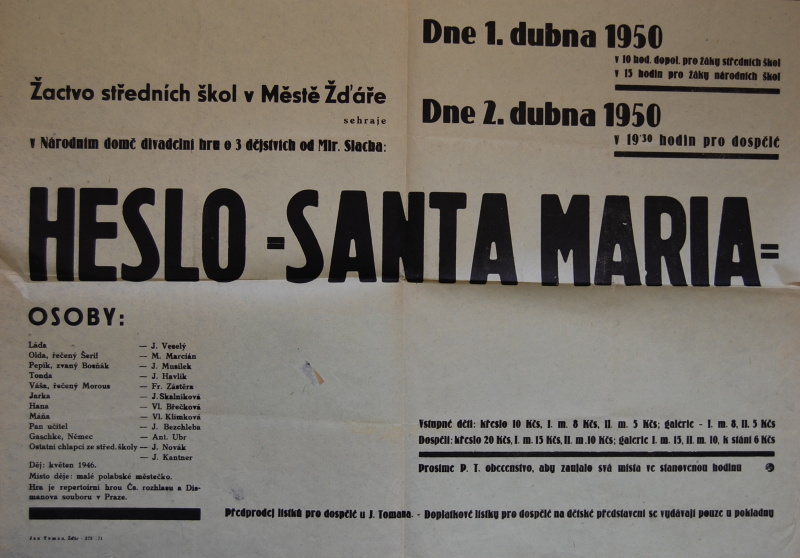 Žactvo středních škol v Městě Žďáře
sehraje
v Národním domě divadelní hru o 3 dějstvích od Mir. Slacha:
Dne 1. dubna 1950
v 10 hod. dopol. pro žáky středních škol
v 15 hodin pro žáky národních škol
Dne 2. dubna 1950
v 19·30 hodin pro dospělé
HESLO =SANTA MARIA=
OSOBY:
Láďa — J. Veselý
Olda, řečený Šerif — M. Marcián
Pepík, zvaný Bosňák — J. Musílek
Tonda — J. Havlík
Váša, řečený Morous — Fr. Zástěra
Jarka — J. Skalníková
Hana — Vl. Břečková
Máňa — Vl. Klímková
Pan učitel — J. Bezchleba
Gaschke, Němec — Ant. Ubr
Ostatní chlapci ze střed. školy — J. Novák
— J. Kantner
Děj: květen 1946.
Místo děje: malé polabské městečko.
Hra je repertoirní hrou Čs. rozhlasu a Dis-
manova souboru v Praze.
Vstupné děti: křeslo 10 Kčs, I. m. 8 Kčs, II. m. 5 Kčs; galerie - I. m. 8, II. 5 Kčs
Dospělí: křeslo 20 Kčs, I. m. 15 Kčs, II. m. 10 Kčs; galerie I. m. 15, II. m. 10, k stání 6 Kčs
Prosíme P. T. obecenstvo, aby zaujalo svá místa ve stanovenou hodinu
Předprodej lístků pro dospělé u J. Tomana. - Doplatkové lístky pro dospělé na dětské představení se vydávají pouze u pokladny
Jan Toman, Žďár